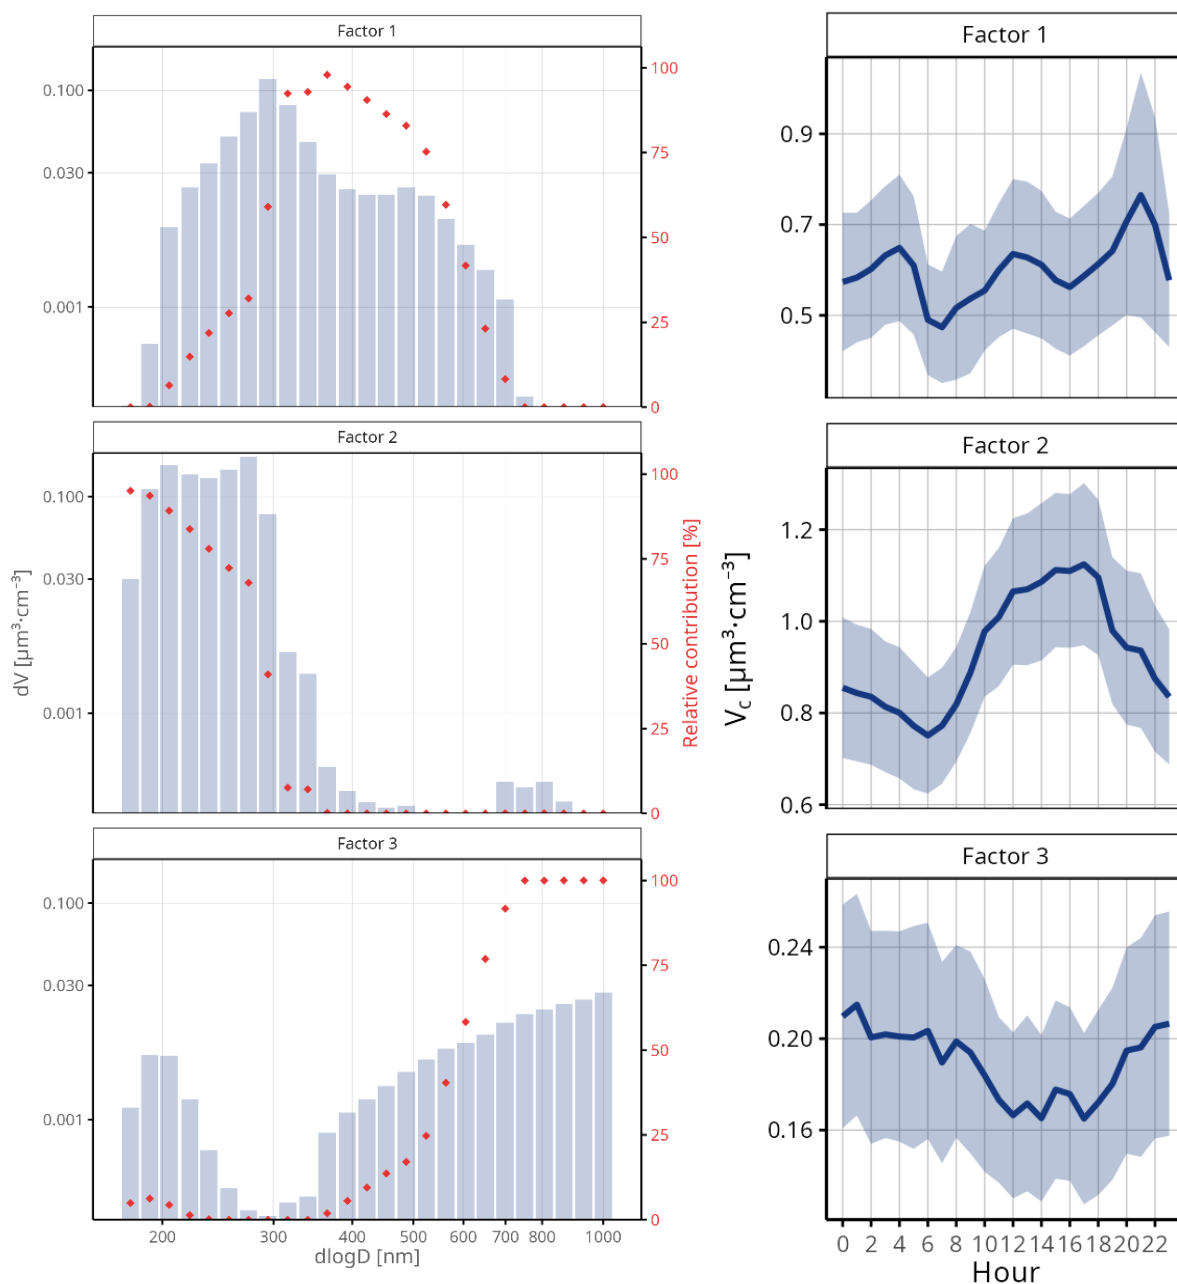 Factor 1
0.100
0.030
0.001
100
75
50
25
0
Factor 2
0.100
0.030
0.001
100
75
50
25
0
Factor 3
0.100
0.030
0.001
100
75
50
25
0
200 300 400 500 600 700 800 1000
dlogD [nm]
dV [µm³·cm⁻³]
Relative contribution [%]
Factor 1
0.9
0.7
0.5
Factor 2
1.2
1.0
0.8
0.6
Factor 3
0.24
0.20
0.16
0 2 4 6 8 10 12 14 16 18 20 22
Hour
V꜀ [µm³·cm⁻³]